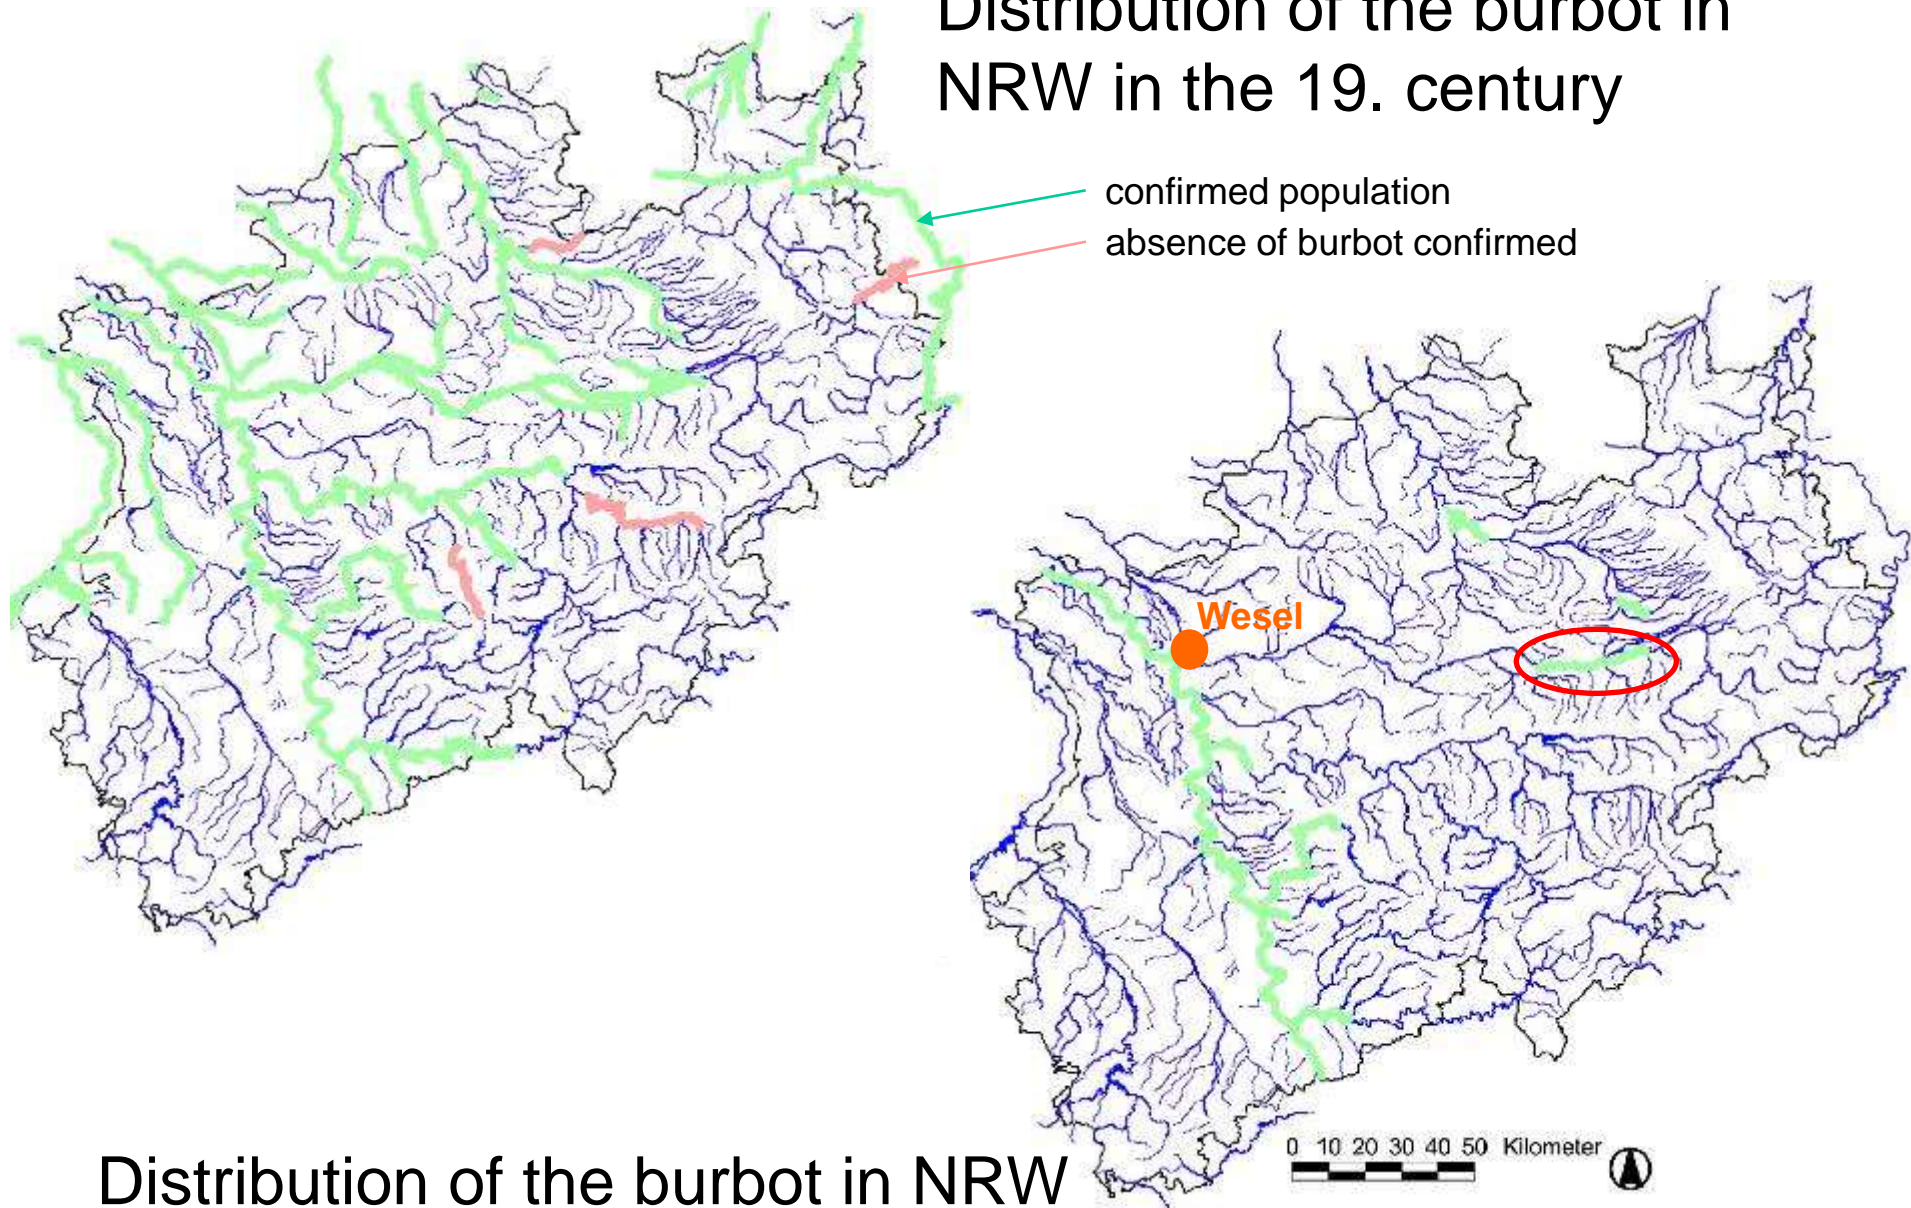 Distribution of the burbot in
NRW in the 19. century
confirmed population
absence of burbot confirmed
Wesel
0 10 20 30 40 50 Kilometer
Distribution of the burbot in NRW